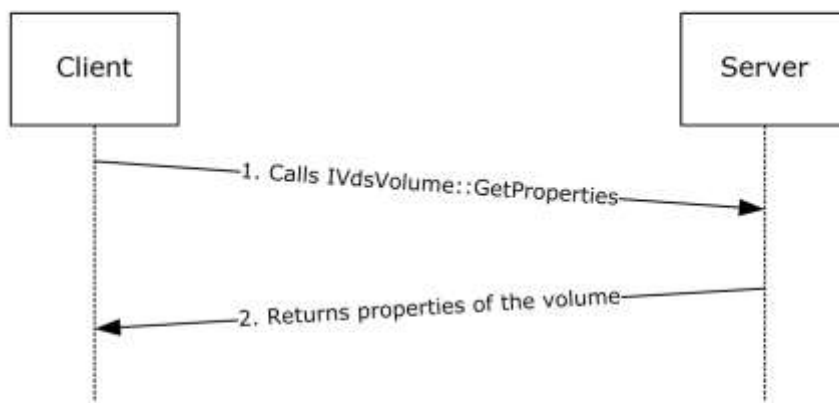 Client
Server
1. Calls IVdsVolume::GetProperties
2. Returns properties of the volume